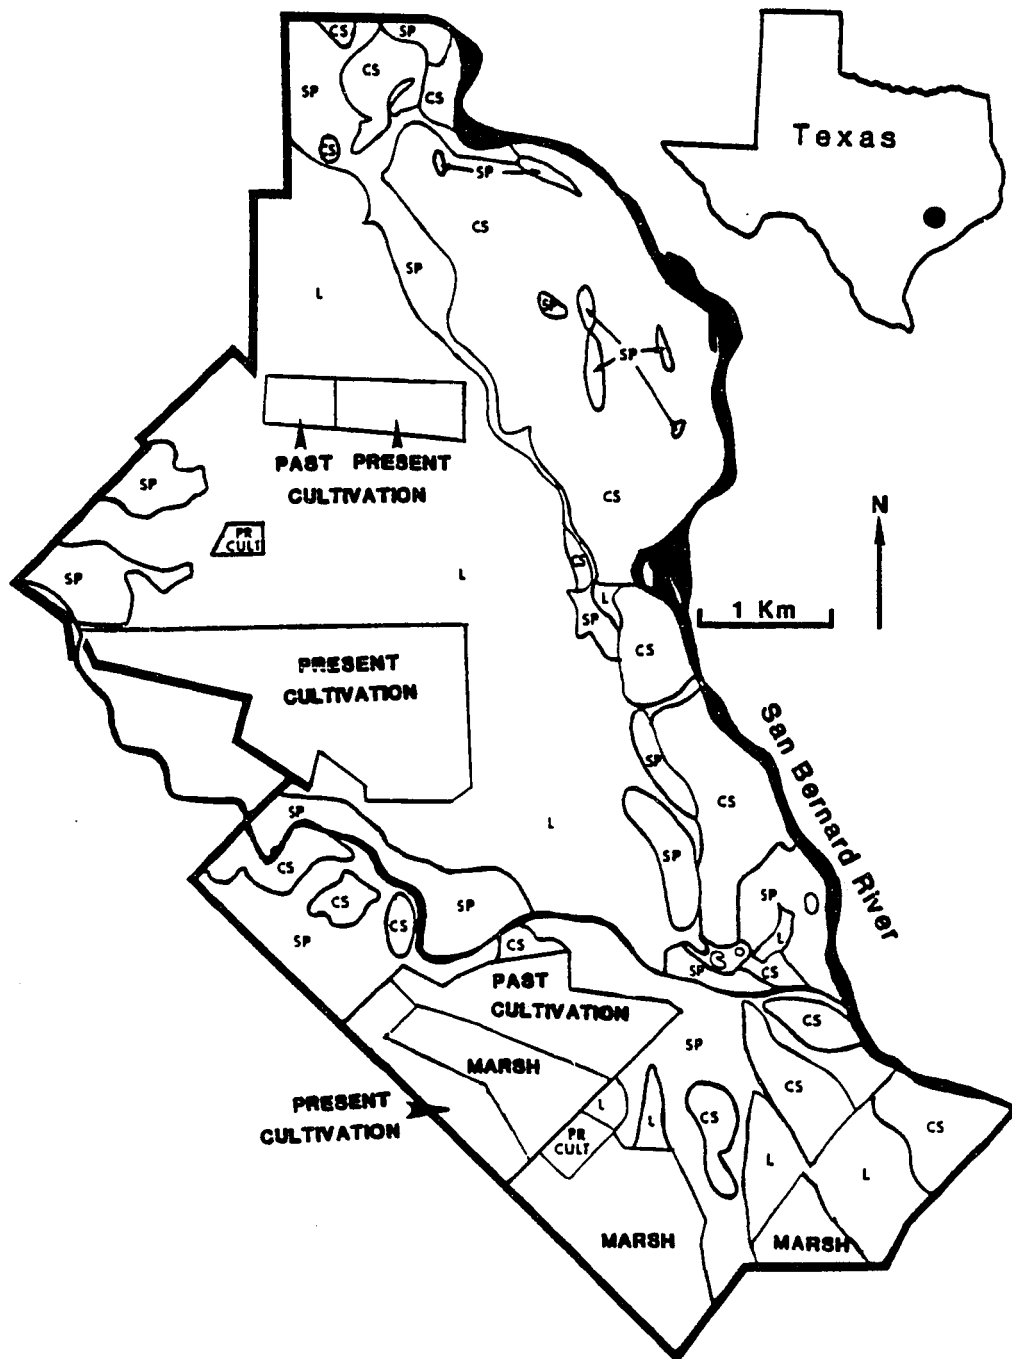 CS
SP
CS
SP
CS
CS
SP
Texas
CS
SP
L
SP
SP
CS
PAST PRESENT
CULTIVATION
SP
PR
CULT
SP
L
N
1 Km
SP
L
CS
PRESENT
CULTIVATION
San Bernard River
SP
CS
SP
L
SP
CS
CS
SP
CS
SP
SP
L
CS
SP
CS
PAST
CULTIVATION
CS
SP
MARSH
CS
PRESENT
CULTIVATION
L
L
CS
CS
PR
CULT
L
L
MARSH
MARSH